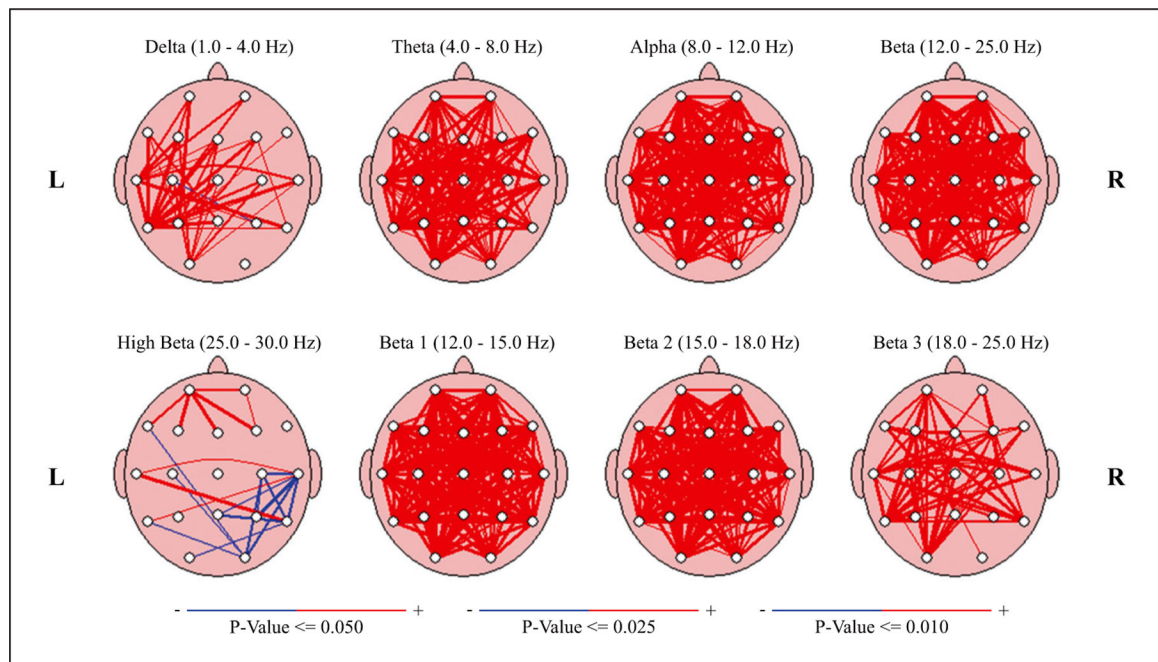 Delta (1.0 - 4.0 Hz)
Theta (4.0 - 8.0 Hz)
Alpha (8.0 - 12.0 Hz)
Beta (12.0 - 25.0 Hz)
L
R
High Beta (25.0 - 30.0 Hz)
Beta 1 (12.0 - 15.0 Hz)
Beta 2 (15.0 - 18.0 Hz)
Beta 3 (18.0 - 25.0 Hz)
L
R
- +
P-Value <= 0.050
- +
P-Value <= 0.025
- +
P-Value <= 0.010